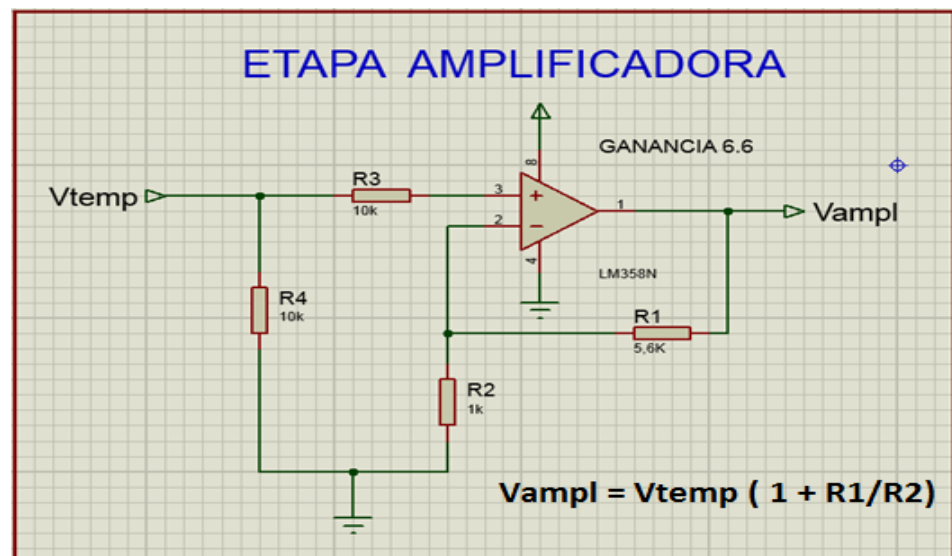 ETAPA AMPLIFICADORA
GANANCIA 6.6
8
Vtemp
R3
10k
3
+
2
−
1
Vampl
4
LM358N
R4
10k
R1
5,6K
R2
1k
Vampl = Vtemp ( 1 + R1/R2)